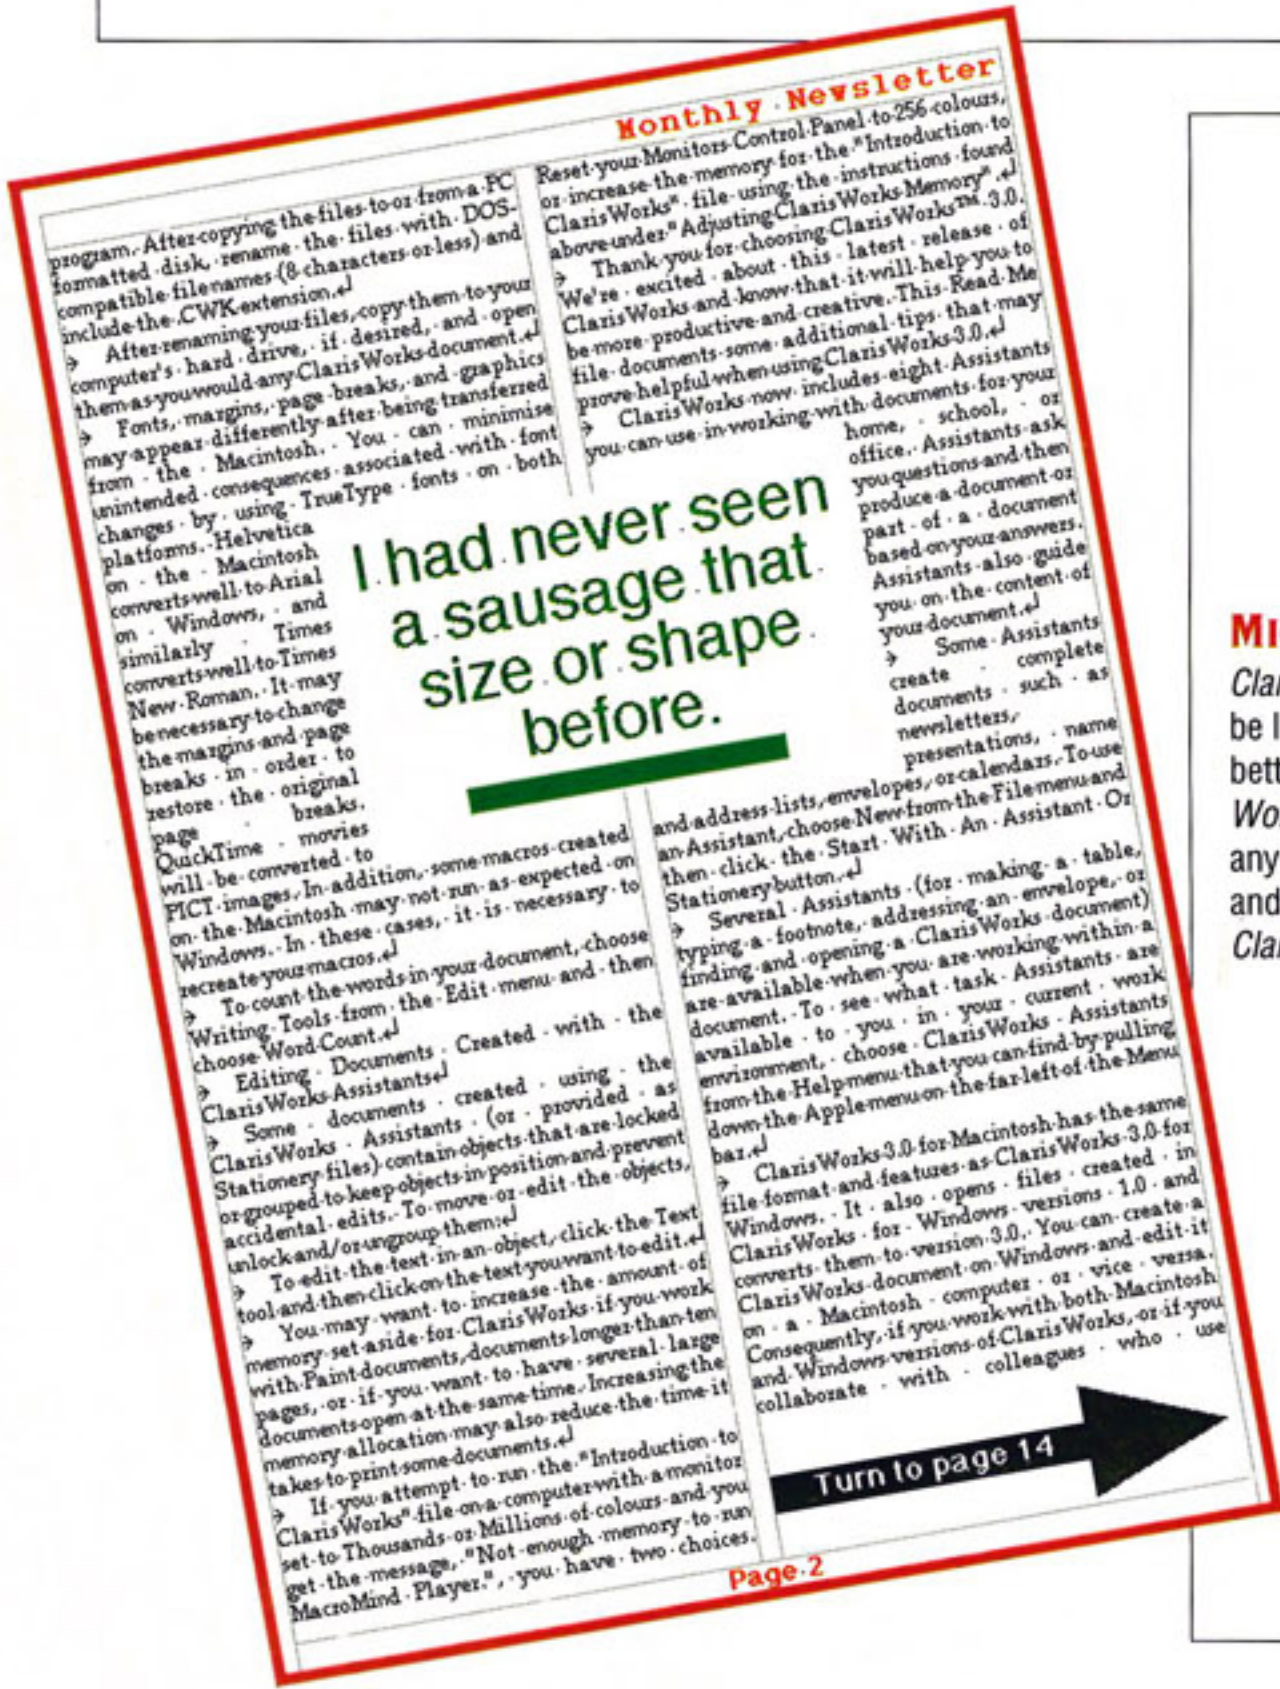 Monthly Newsletter
program. After copying the files to or from a PC
formatted disk, rename the files with DOS-
compatible filenames (8 characters or less) and
include the .CWK extension.
After renaming your files, copy them to your
computer's hard drive, if desired, and open
them as you would any ClarisWorks document.
Fonts, margins, page breaks, and graphics
may appear differently after being transferred
from the Macintosh. You can minimise
unintended consequences associated with font
changes by using TrueType fonts on both
platforms. Helvetica
on the Macintosh
converts well to Arial
on Windows, and
similarly Times
converts well to Times
New Roman. It may
be necessary to change
the margins and page
breaks in order to
restore the original
page breaks.
QuickTime movies
will be converted to
PICT images. In addition, some macros created
on the Macintosh may not run as expected on
Windows. In these cases, it is necessary to
recreate your macros.
To count the words in your document, choose
Writing Tools from the Edit menu and then
choose Word Count.
Editing Documents Created with the
ClarisWorks Assistants
Some documents created using the
ClarisWorks Assistants (or provided as
Stationery files) contain objects that are locked
or grouped to keep objects in position and prevent
accidental edits. To move or edit the objects,
unlock and/or ungroup them:
To edit the text in an object, click the Text
tool and then click on the text you want to edit.
You may want to increase the amount of
memory set aside for ClarisWorks if you work
with Paint documents, documents longer than ten
pages, or if you want to have several large
documents open at the same time. Increasing the
memory allocation may also reduce the time it
takes to print some documents.
If you attempt to run the "Introduction to
ClarisWorks" file on a computer with a monitor
set to Thousands or Millions of colours and you
get the message, "Not enough memory to run
MacroMind Player.", you have two choices.
Reset your Monitors Control Panel to 256 colours,
or increase the memory for the "Introduction to
ClarisWorks" file using the instructions found
above under "Adjusting ClarisWorks Memory".
Thank you for choosing ClarisWorks™ 3.0.
We're excited about this latest release of
ClarisWorks and know that it will help you to
be more productive and creative. This Read Me
file documents some additional tips that may
prove helpful when using ClarisWorks 3.0.
ClarisWorks now includes eight Assistants
you can use in working with documents for your
home, school, or
office. Assistants ask
you questions and then
produce a document or
part of a document
based on your answers.
Assistants also guide
you on the content of
your document.
Some Assistants
create complete
documents such as
newsletters,
presentations, name
and address lists, envelopes, or calendars. To use
an Assistant, choose New from the File menu and
then click the Start With An Assistant Or
Stationery button.
Several Assistants (for making a table,
typing a footnote, addressing an envelope, or
finding and opening a ClarisWorks document)
are available when you are working within a
document. To see what task Assistants are
available to you in your current work
environment, choose ClarisWorks Assistants
from the Help menu that you can find by pulling
down the Apple menu on the far left of the Menu
bar.
ClarisWorks 3.0 for Macintosh has the same
file format and features as ClarisWorks 3.0 for
Windows. It also opens files created in
ClarisWorks for Windows versions 1.0 and
converts them to version 3.0. You can create a
ClarisWorks document on Windows and edit it
on a Macintosh computer or vice versa.
Consequently, if you work with both Macintosh
and Windows versions of ClarisWorks, or if you
collaborate with colleagues who use
I had never seen
a sausage that
size or shape
before.
Turn to page 14
Page 2
any
and